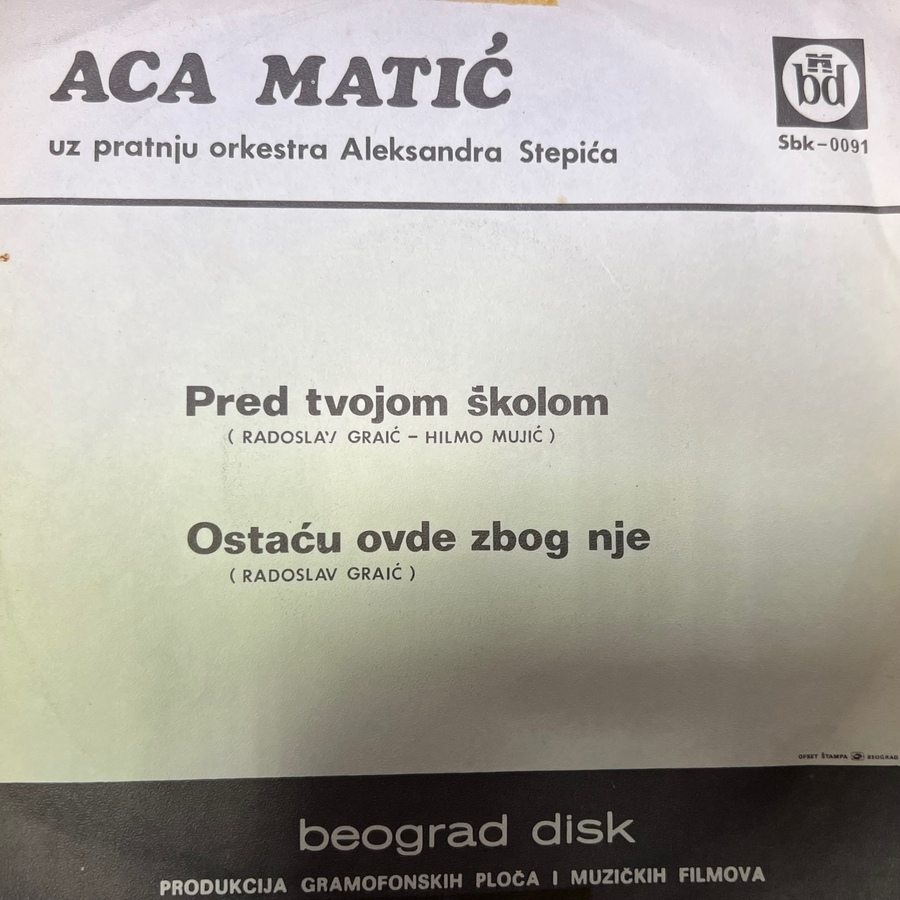 ACA MATIĆ
uz pratnju orkestra Aleksandra Stepića
bd
Sbk-0091
Pred tvojom školom
( RADOSLAV GRAIĆ – HILMO MUJIĆ )
Ostaću ovde zbog nje
( RADOSLAV GRAIĆ )
OFSET ŠTAMPA BEOGRAD
beograd disk
PRODUKCIJA GRAMOFONSKIH PLOČA I MUZIČKIH FILMOVA